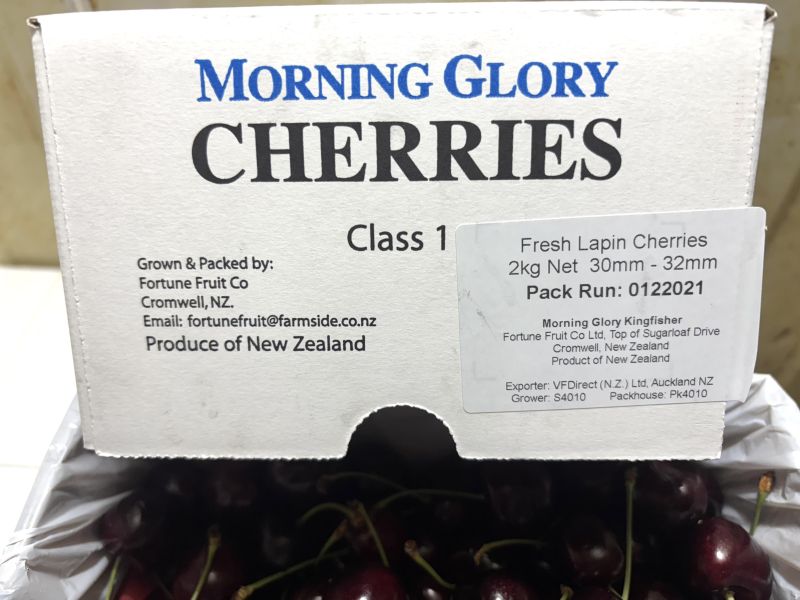 MORNING GLORY
CHERRIES
Class 1
Grown & Packed by:
Fortune Fruit Co
Cromwell, NZ.
Email: fortunefruit@farmside.co.nz
Produce of New Zealand
Fresh Lapin Cherries
2kg Net 30mm - 32mm
Pack Run: 0122021
Morning Glory Kingfisher
Fortune Fruit Co Ltd, Top of Sugarloaf Drive
Cromwell, New Zealand
Product of New Zealand
Exporter: VFDirect (N.Z.) Ltd, Auckland NZ
Grower: S4010 Packhouse: Pk4010